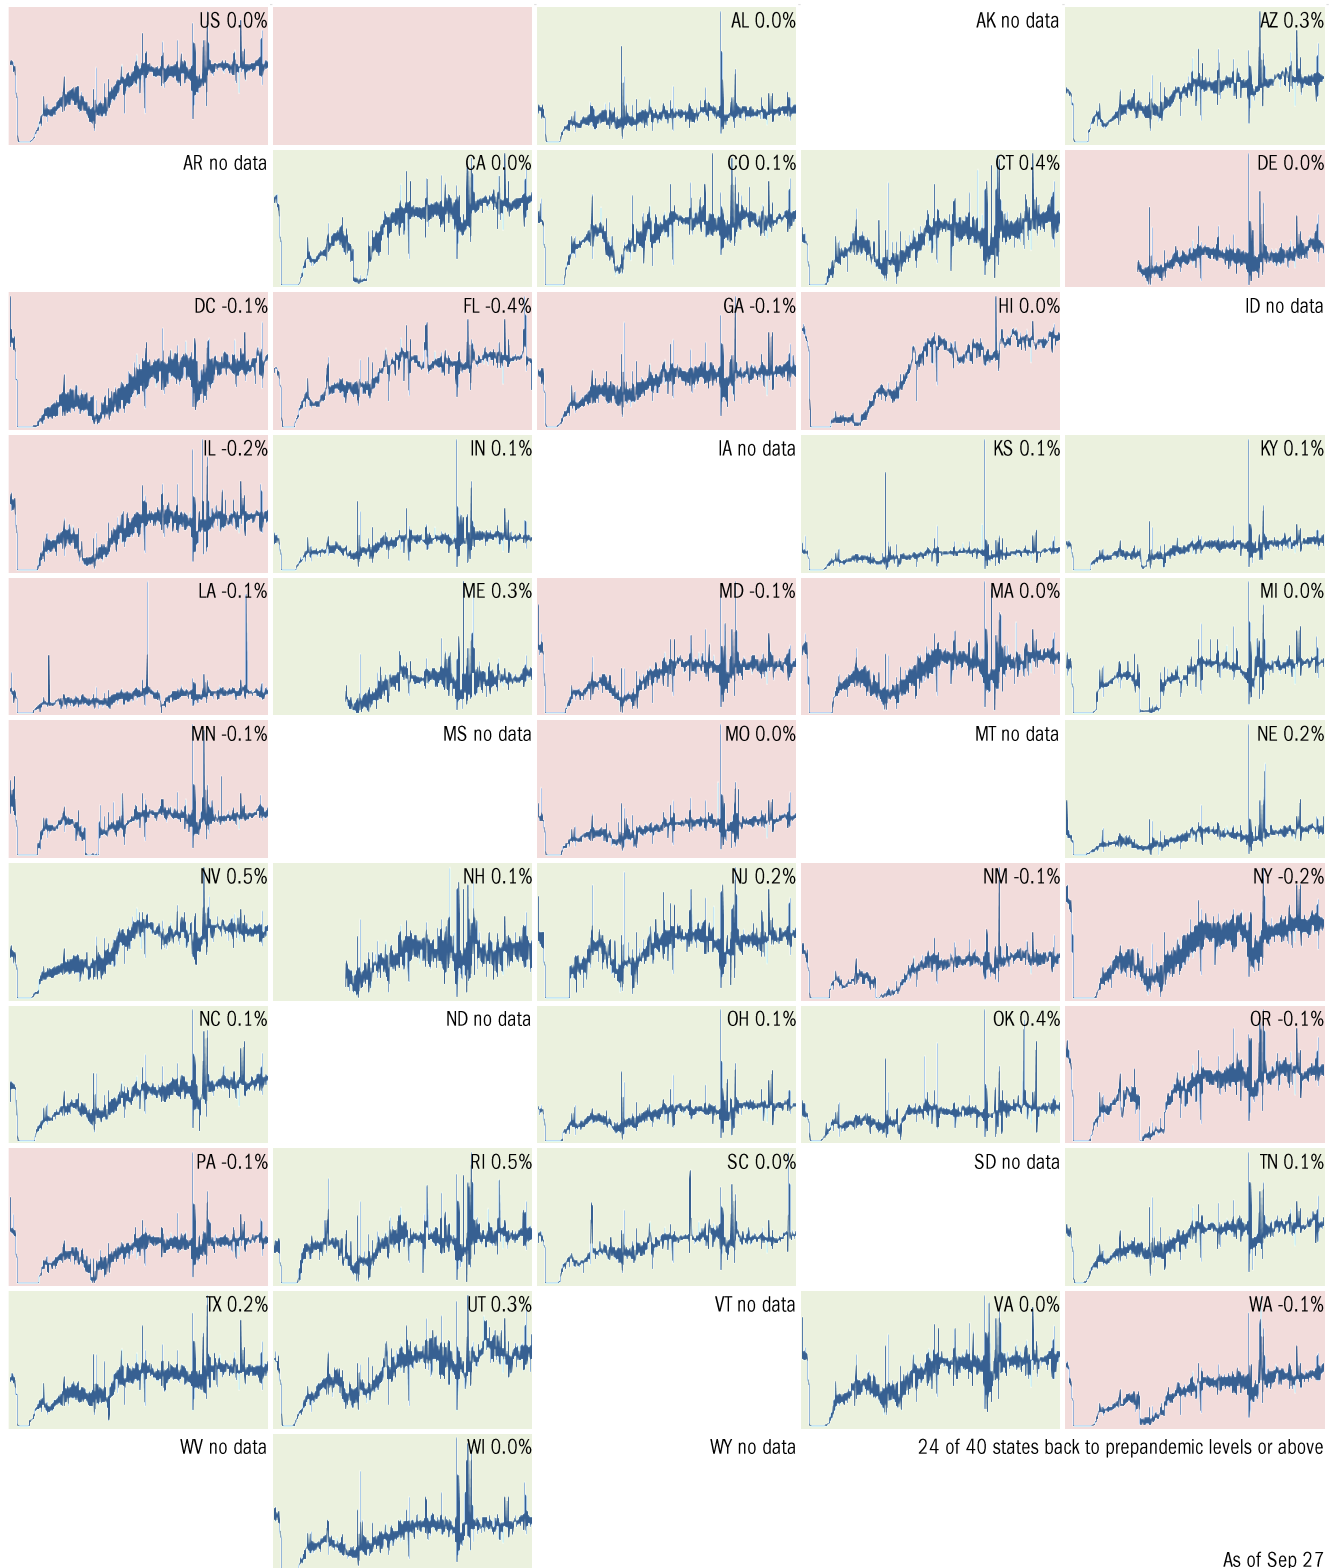 US 0.0%
AL 0.0%
AK no data
AZ 0.3%
AR no data
CA 0.0%
CO 0.1%
CT 0.4%
DE 0.0%
DC -0.1%
FL -0.4%
GA -0.1%
HI 0.0%
ID no data
IL -0.2%
IN 0.1%
IA no data
KS 0.1%
KY 0.1%
LA -0.1%
ME 0.3%
MD -0.1%
MA 0.0%
MI 0.0%
MN -0.1%
MS no data
MO 0.0%
MT no data
NE 0.2%
NV 0.5%
NH 0.1%
NJ 0.2%
NM -0.1%
NY -0.2%
NC 0.1%
ND no data
OH 0.1%
OK 0.4%
OR -0.1%
PA -0.1%
RI 0.5%
SC 0.0%
SD no data
TN 0.1%
TX 0.2%
UT 0.3%
VT no data
VA 0.0%
WA -0.1%
WV no data
WI 0.0%
WY no data
24 of 40 states back to prepandemic levels or above
As of Sep 27